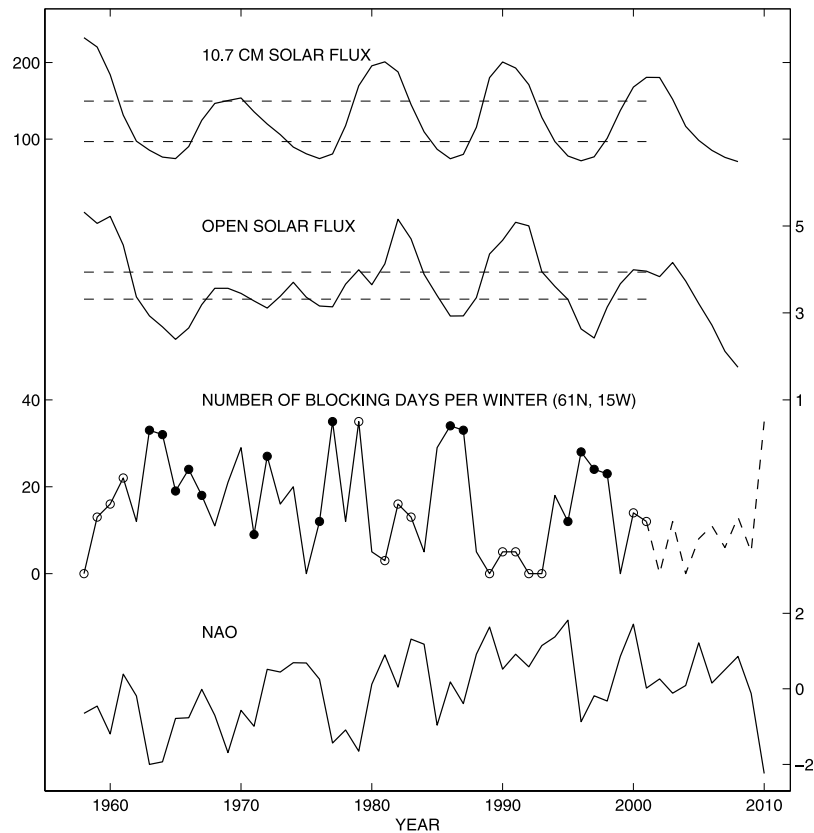 10.7 CM SOLAR FLUX
200
100
OPEN SOLAR FLUX
5
3
1
NUMBER OF BLOCKING DAYS PER WINTER (61N, 15W)
40
20
0
NAO
2
0
−2
1960 1970 1980 1990 2000 2010
YEAR